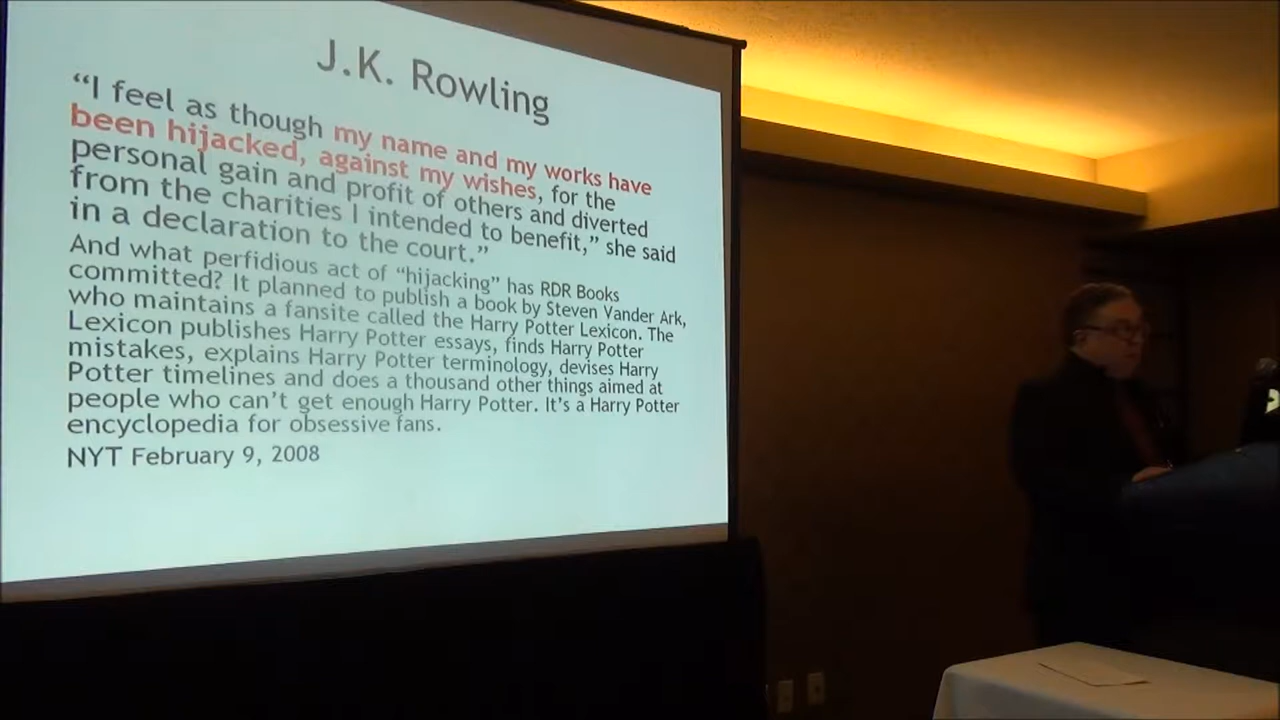 J.K. Rowling
“I feel as though my name and my works have
been hijacked, against my wishes, for the
personal gain and profit of others and diverted
from the charities I intended to benefit,” she said
in a declaration to the court.”
And what perfidious act of “hijacking” has RDR Books
committed? It planned to publish a book by Steven Vander Ark,
who maintains a fansite called the Harry Potter Lexicon. The
Lexicon publishes Harry Potter essays, finds Harry Potter
mistakes, explains Harry Potter terminology, devises Harry
Potter timelines and does a thousand other things aimed at
people who can’t get enough Harry Potter. It’s a Harry Potter
encyclopedia for obsessive fans.
NYT February 9, 2008